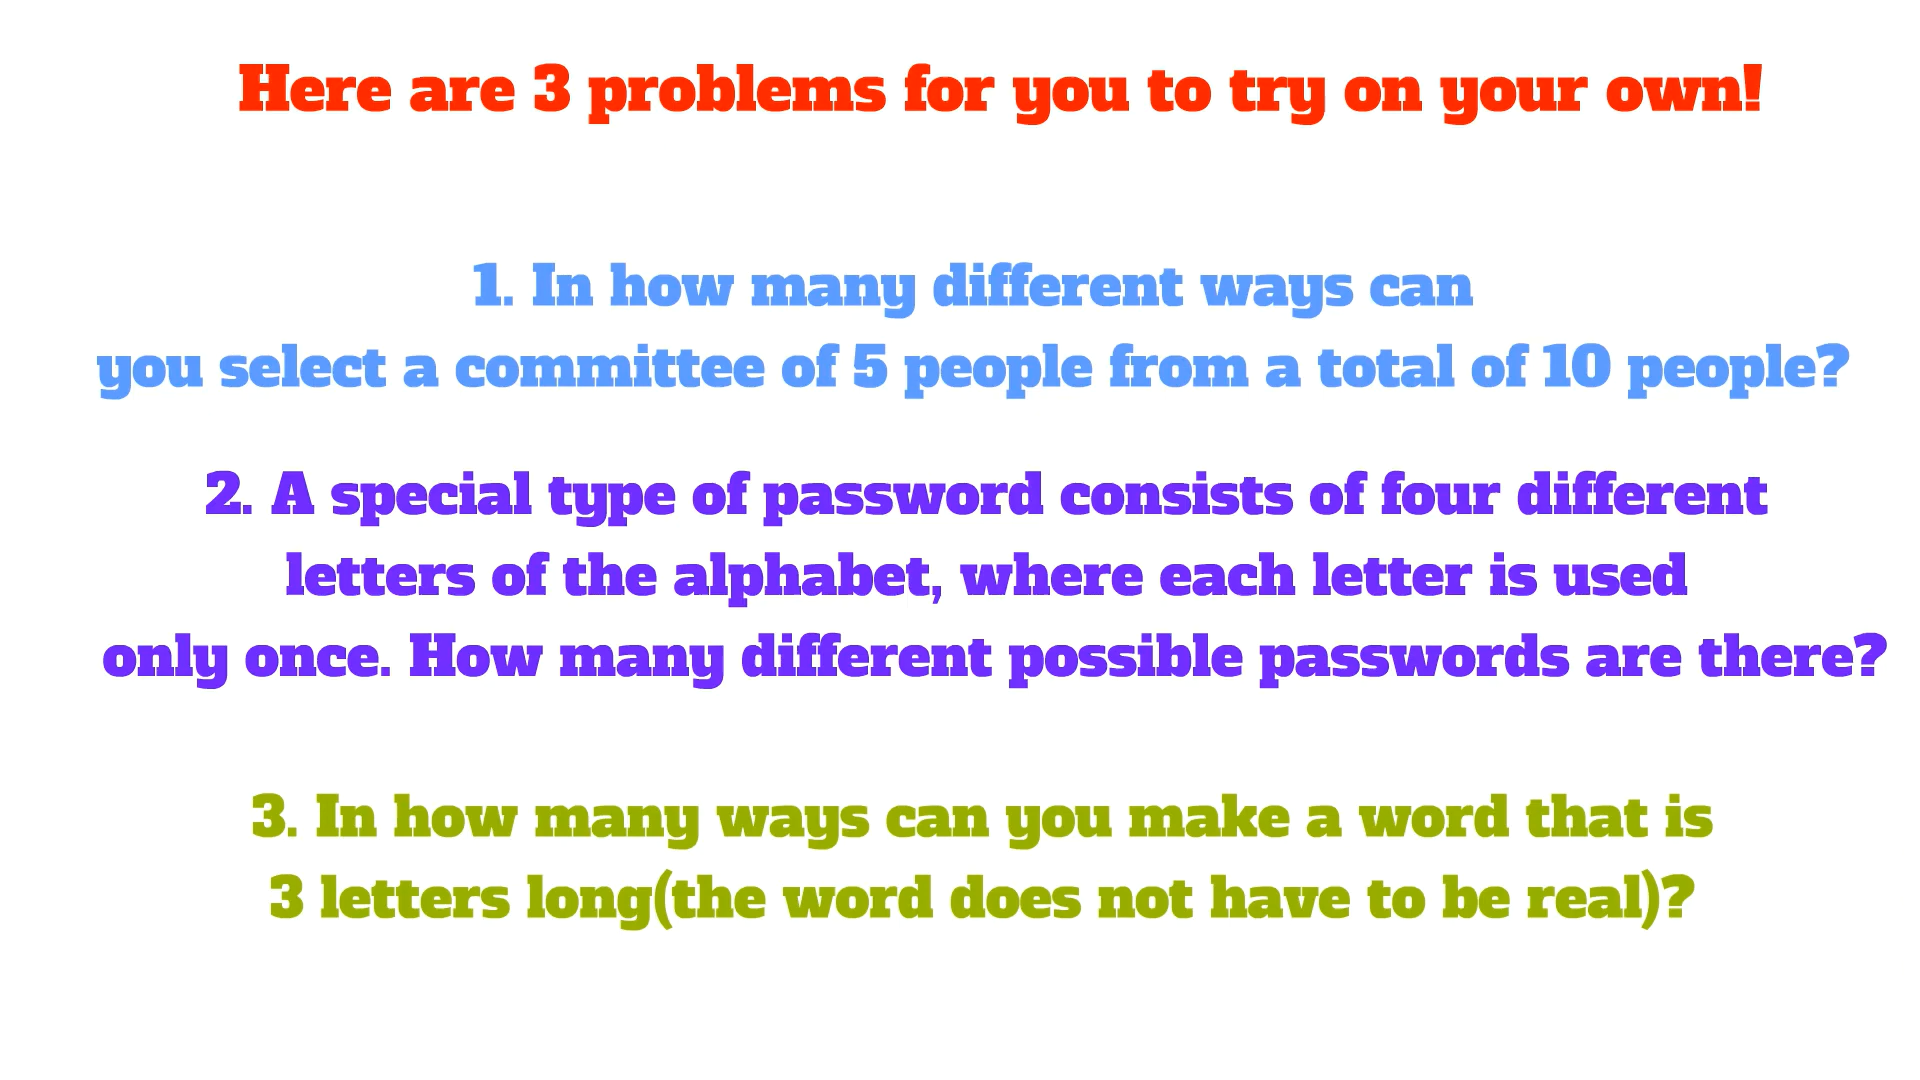 Here are 3 problems for you to try on your own!
1. In how many different ways can
you select a committee of 5 people from a total of 10 people?
2. A special type of password consists of four different
letters of the alphabet, where each letter is used
only once. How many different possible passwords are there?
3. In how many ways can you make a word that is
3 letters long(the word does not have to be real)?